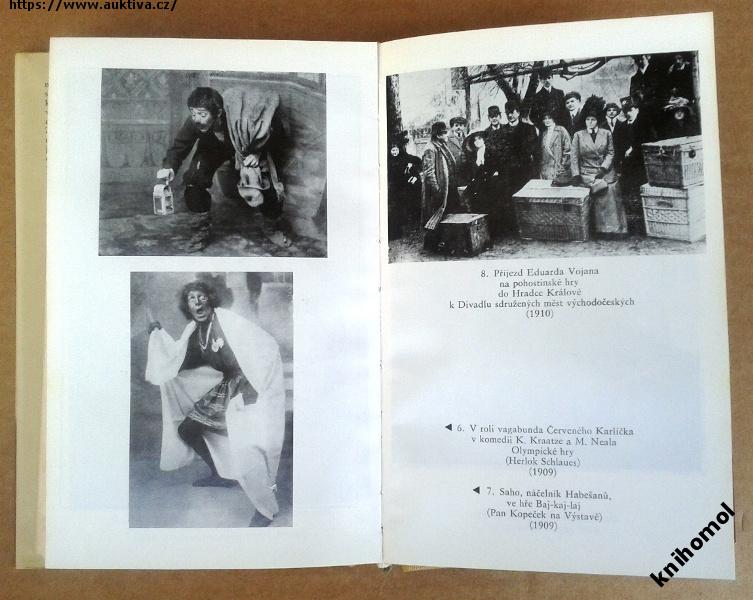 https://www.auktiva.cz/
8. Příjezd Eduarda Vojana
na pohostinské hry
do Hradce Králové
k Divadlu sdružených měst východočeských
(1910)
◄ 6. V roli vagabunda Červeného Karlíčka
v komedii K. Kraatze a M. Neala
Olympické hry
(Herlok Schlaues)
(1909)
◄ 7. Saho, náčelník Habešanů,
ve hře Baj-kaj-laj
(Pan Kopeček na Výstavě)
(1909)
knihomol